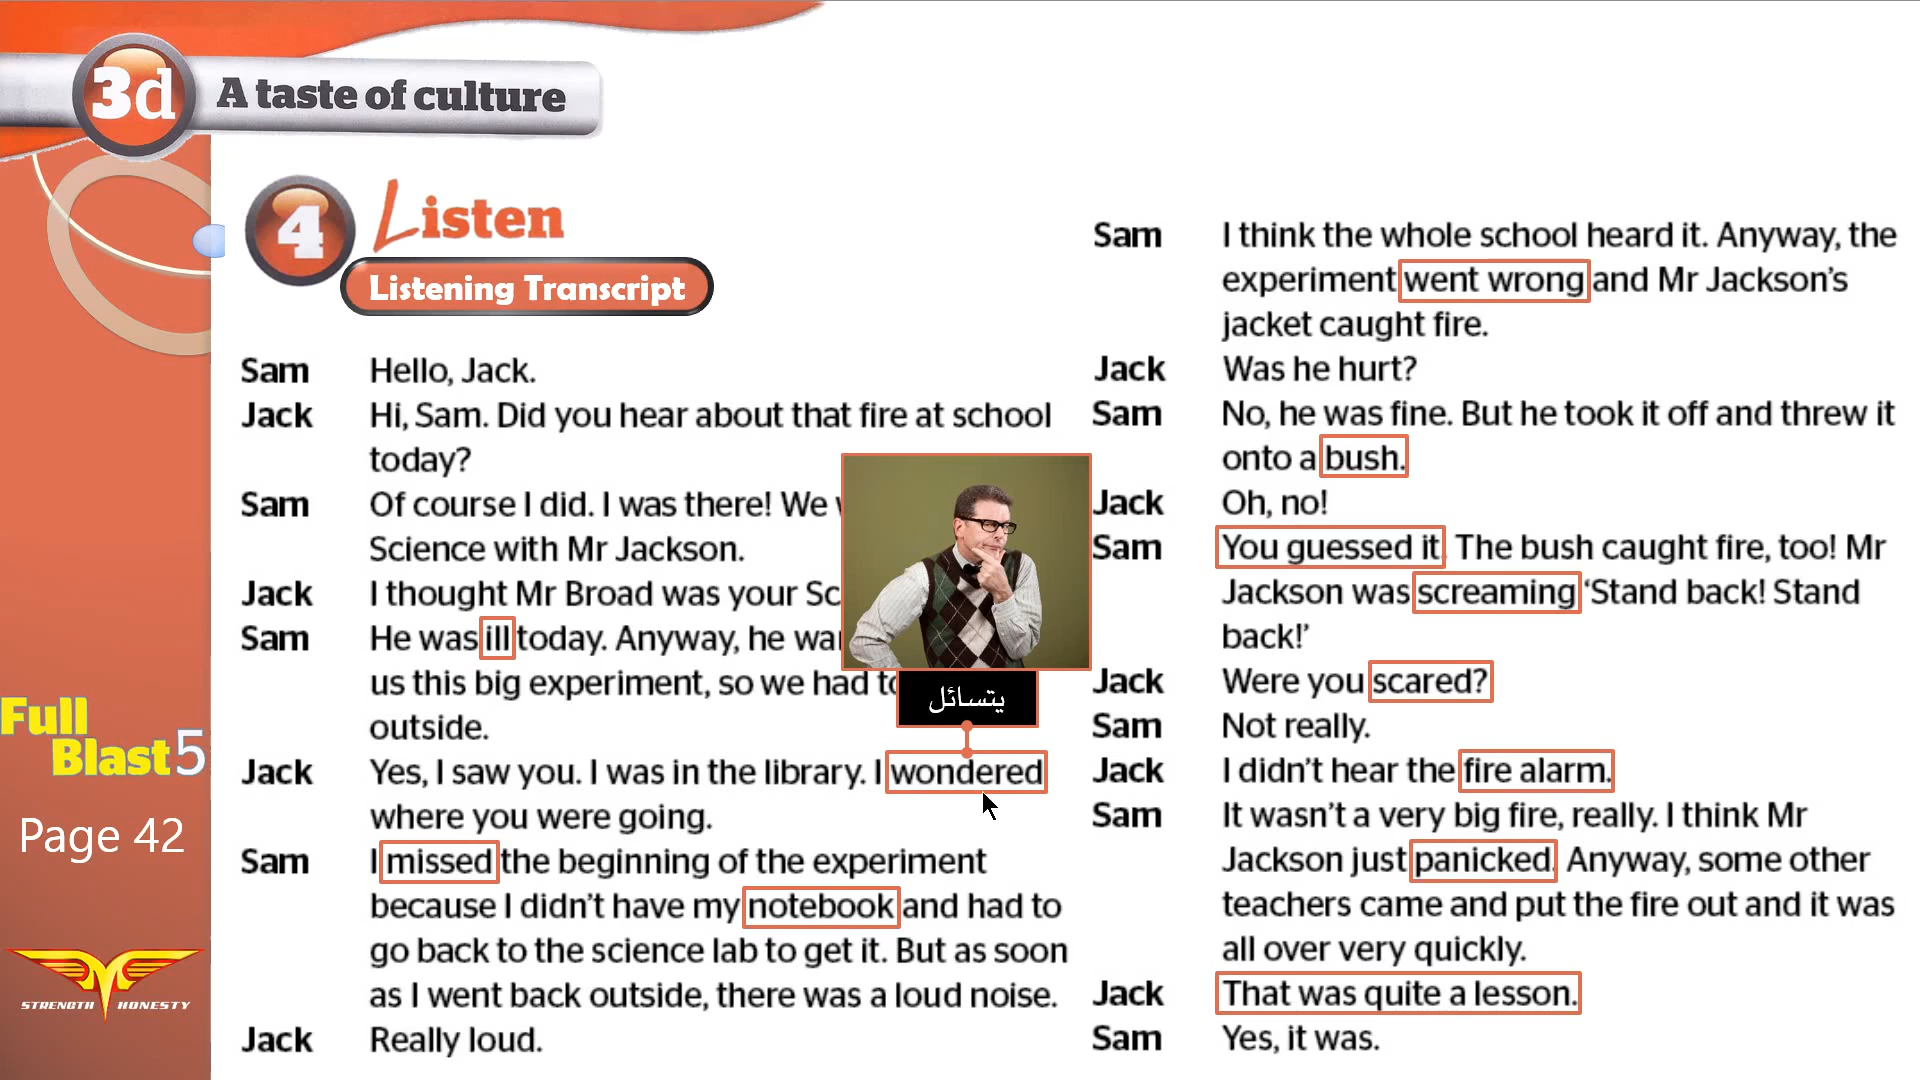 3d A taste of culture
4 Listen
Listening Transcript
Sam Hello, Jack.
Jack Hi, Sam. Did you hear about that fire at school
today?
Sam Of course I did. I was there! We
Science with Mr Jackson.
Jack I thought Mr Broad was your
Sam He was ill today. Anyway, he
us this big experiment, so we had
outside.
Jack Yes, I saw you. I was in the library. I wondered
where you were going.
Sam I missed the beginning of the experiment
because I didn't have my notebook and had to
go back to the science lab to get it. But as soon
as I went back outside, there was a loud noise.
Jack Really loud.
يتسائل
Sam I think the whole school heard it. Anyway, the
experiment went wrong and Mr Jackson's
jacket caught fire.
Jack Was he hurt?
Sam No, he was fine. But he took it off and threw it
onto a bush.
Jack Oh, no!
Sam You guessed it. The bush caught fire, too! Mr
Jackson was screaming 'Stand back! Stand
back!'
Jack Were you scared?
Sam Not really.
Jack I didn't hear the fire alarm.
Sam It wasn't a very big fire, really. I think Mr
Jackson just panicked. Anyway, some other
teachers came and put the fire out and it was
all over very quickly.
Jack That was quite a lesson.
Sam Yes, it was.
Full
Blast 5
Page 42
STRENGTH HONESTY